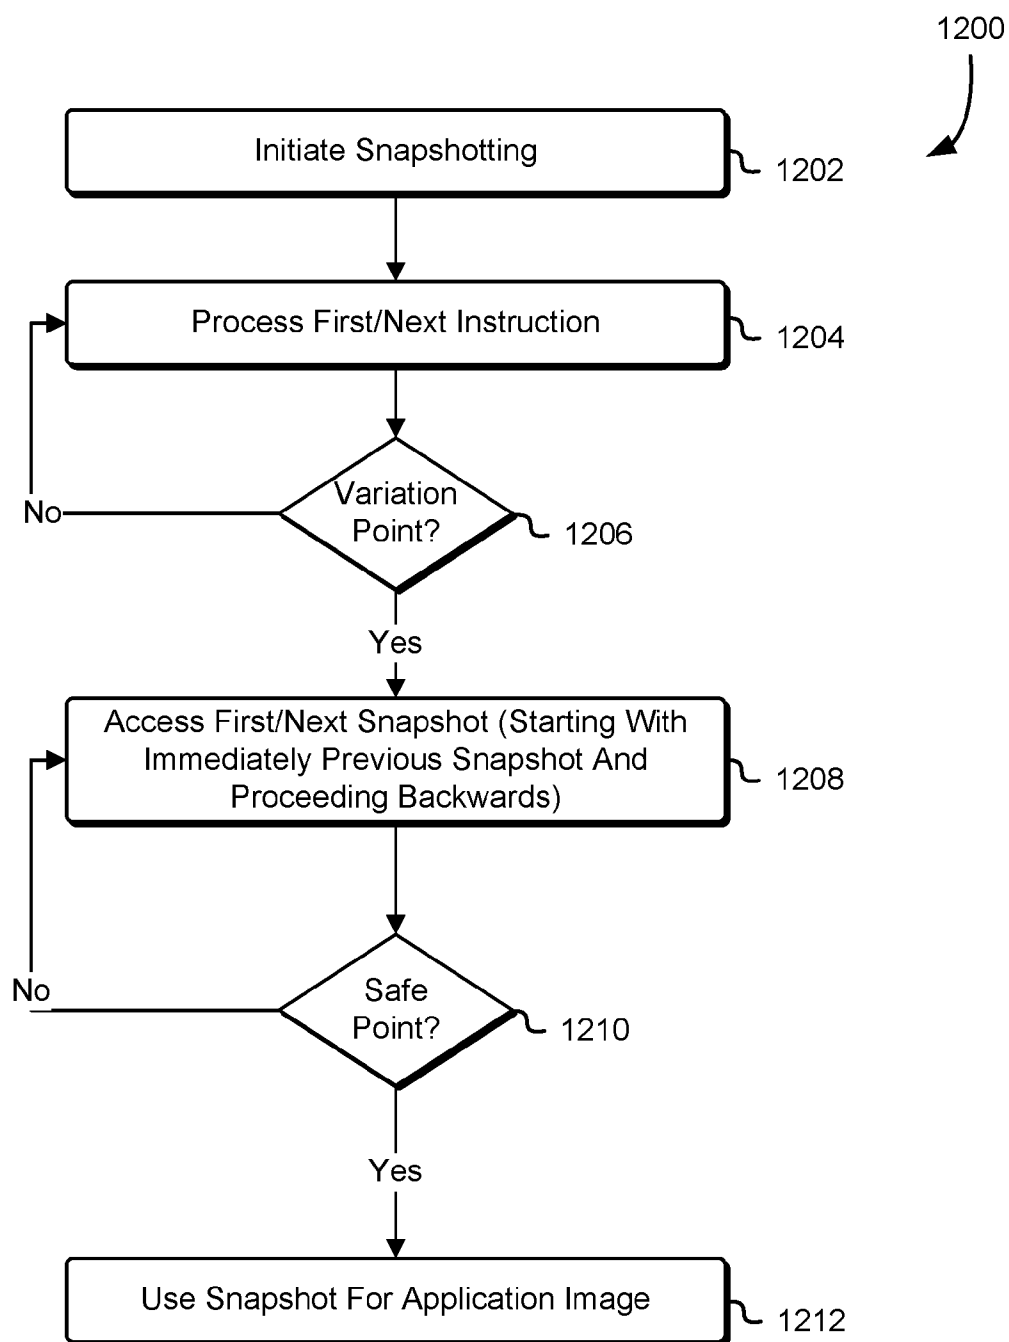 1200
Initiate Snapshotting
1202
Process First/Next Instruction
1204
Variation
Point?
No
1206
Yes
Access First/Next Snapshot (Starting With
Immediately Previous Snapshot And
Proceeding Backwards)
1208
Safe
Point?
No
1210
Yes
Use Snapshot For Application Image
1212